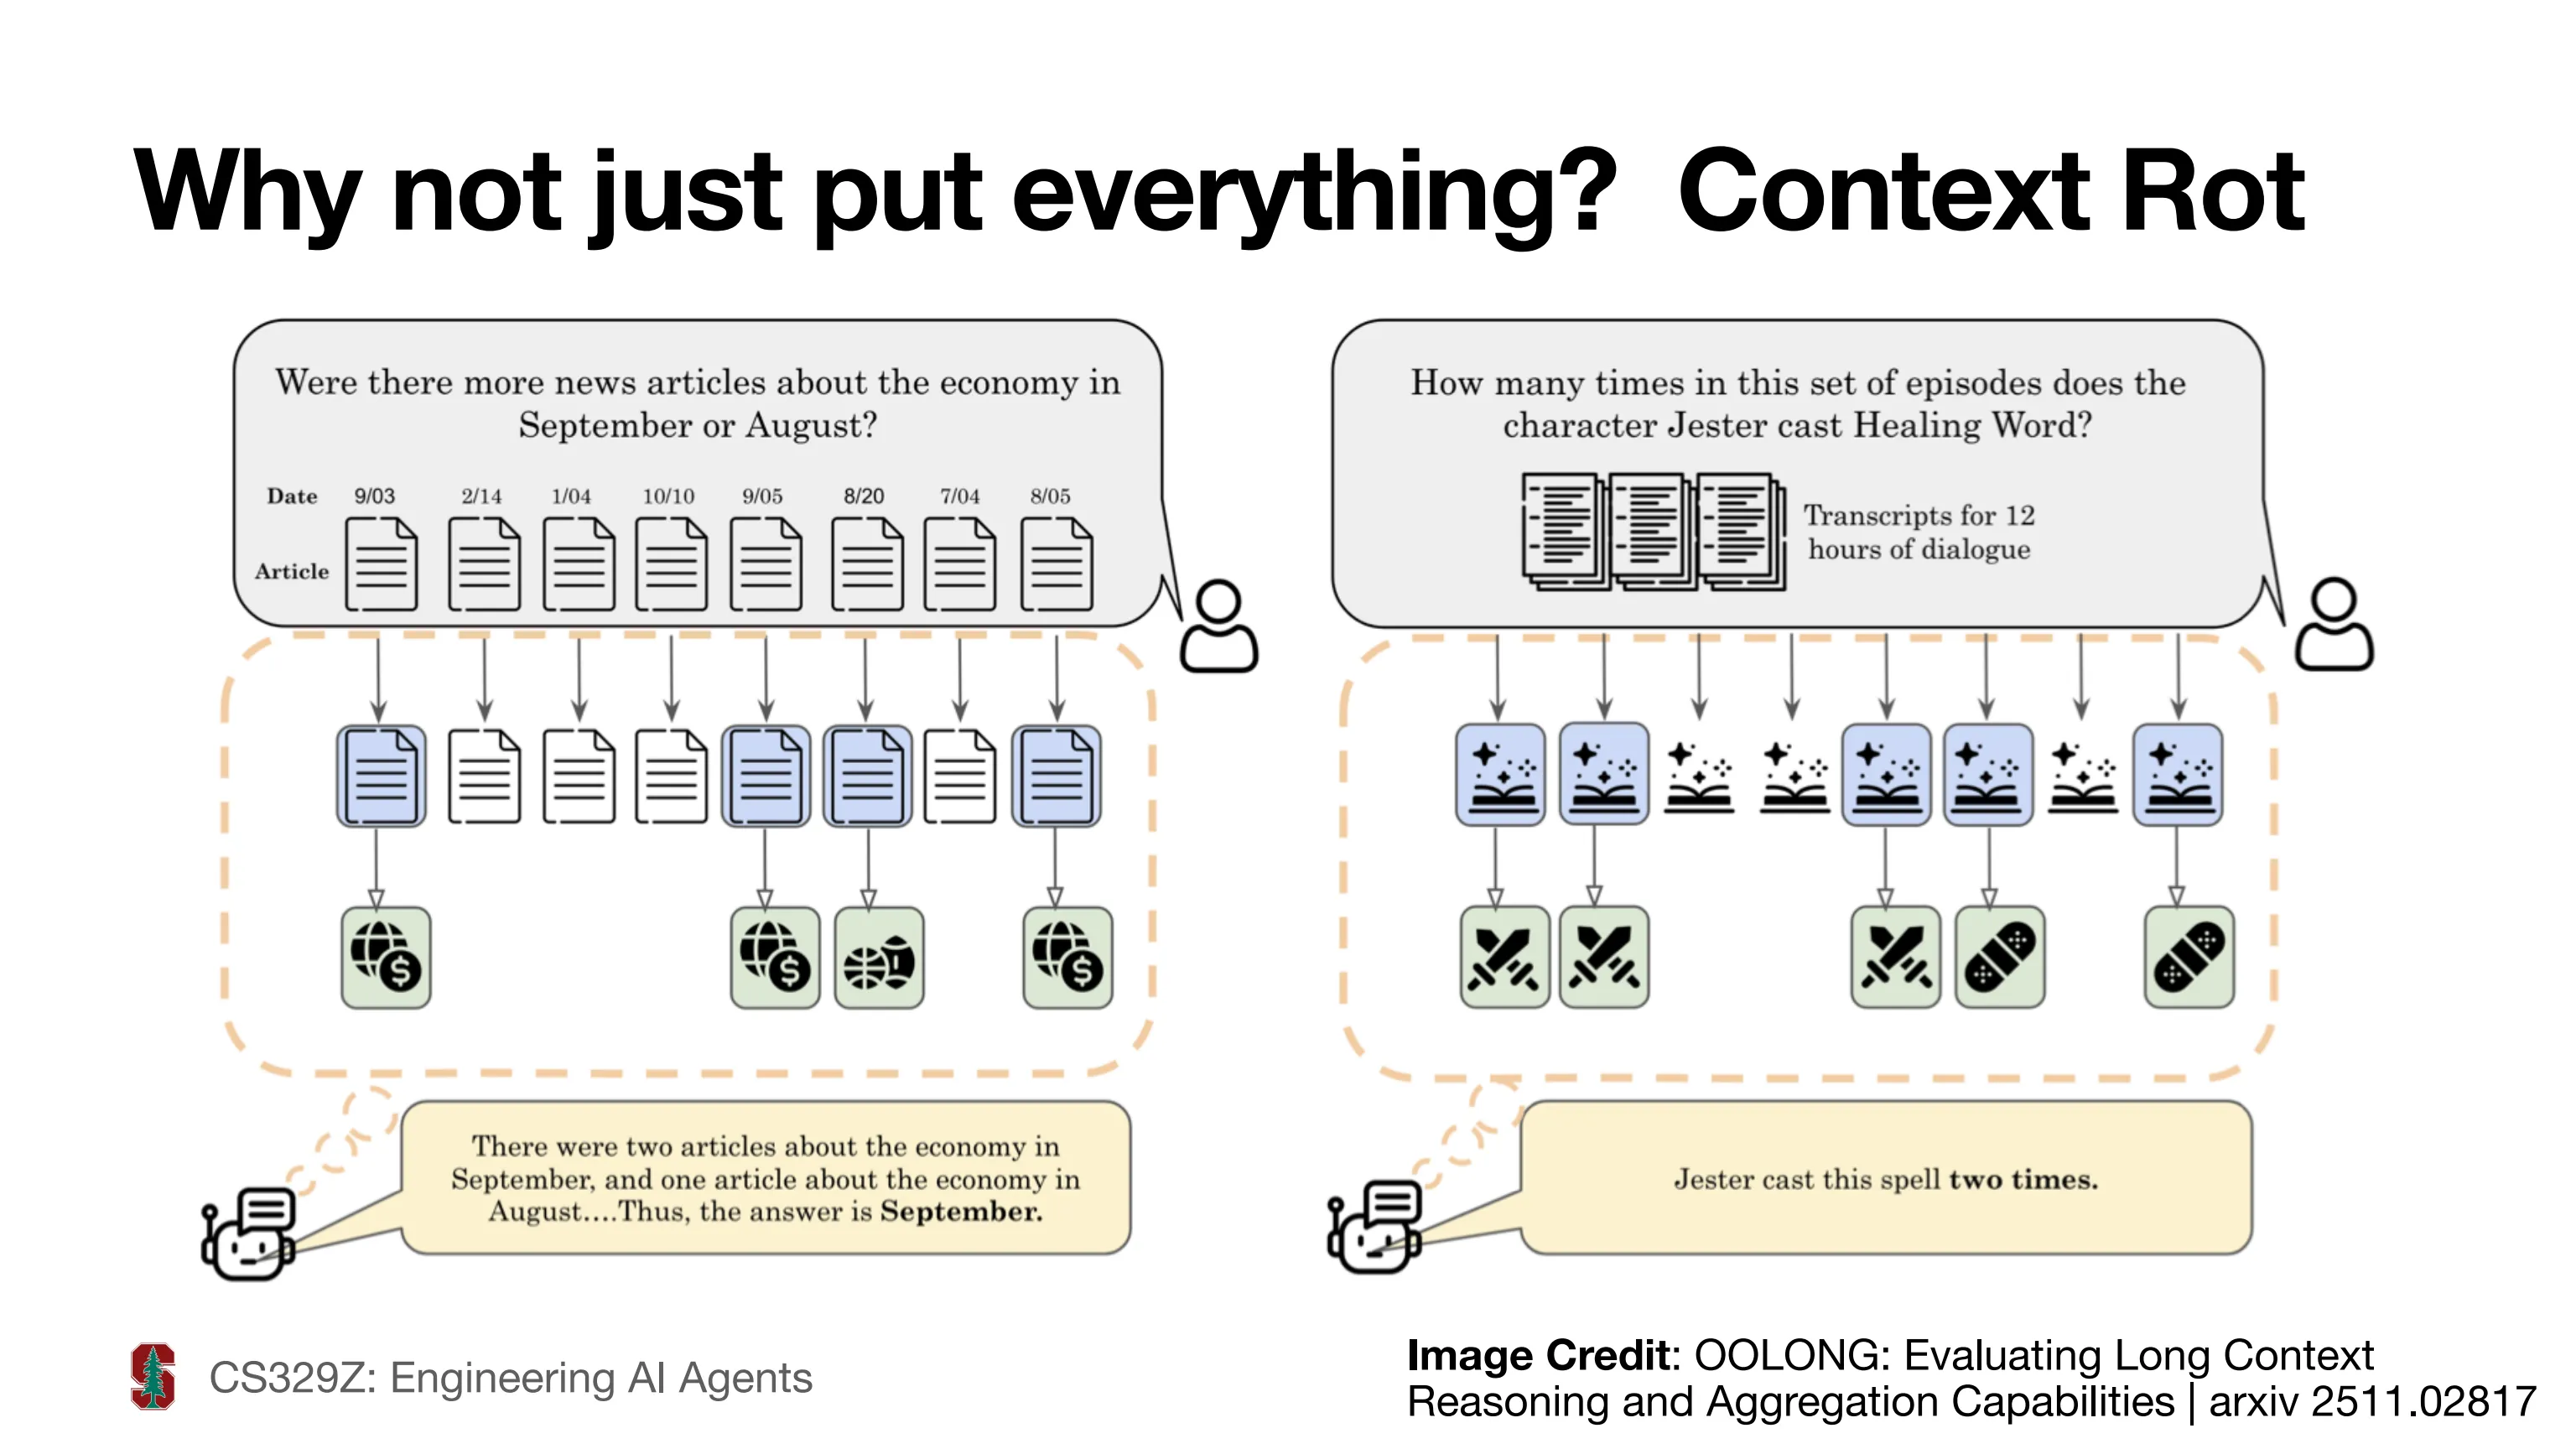 Why not just put everything?  Context Rot
Were there more news articles about the economy in
September or August?
Date 9/03 2/14 1/04 10/10 9/05 8/20 7/04 8/05
Article
There were two articles about the economy in
September, and one article about the economy in
August....Thus, the answer is September.
How many times in this set of episodes does the
character Jester cast Healing Word?
Transcripts for 12
hours of dialogue
Jester cast this spell two times.
CS329Z: Engineering AI Agents
Image Credit: OOLONG: Evaluating Long Context
Reasoning and Aggregation Capabilities | arxiv 2511.02817